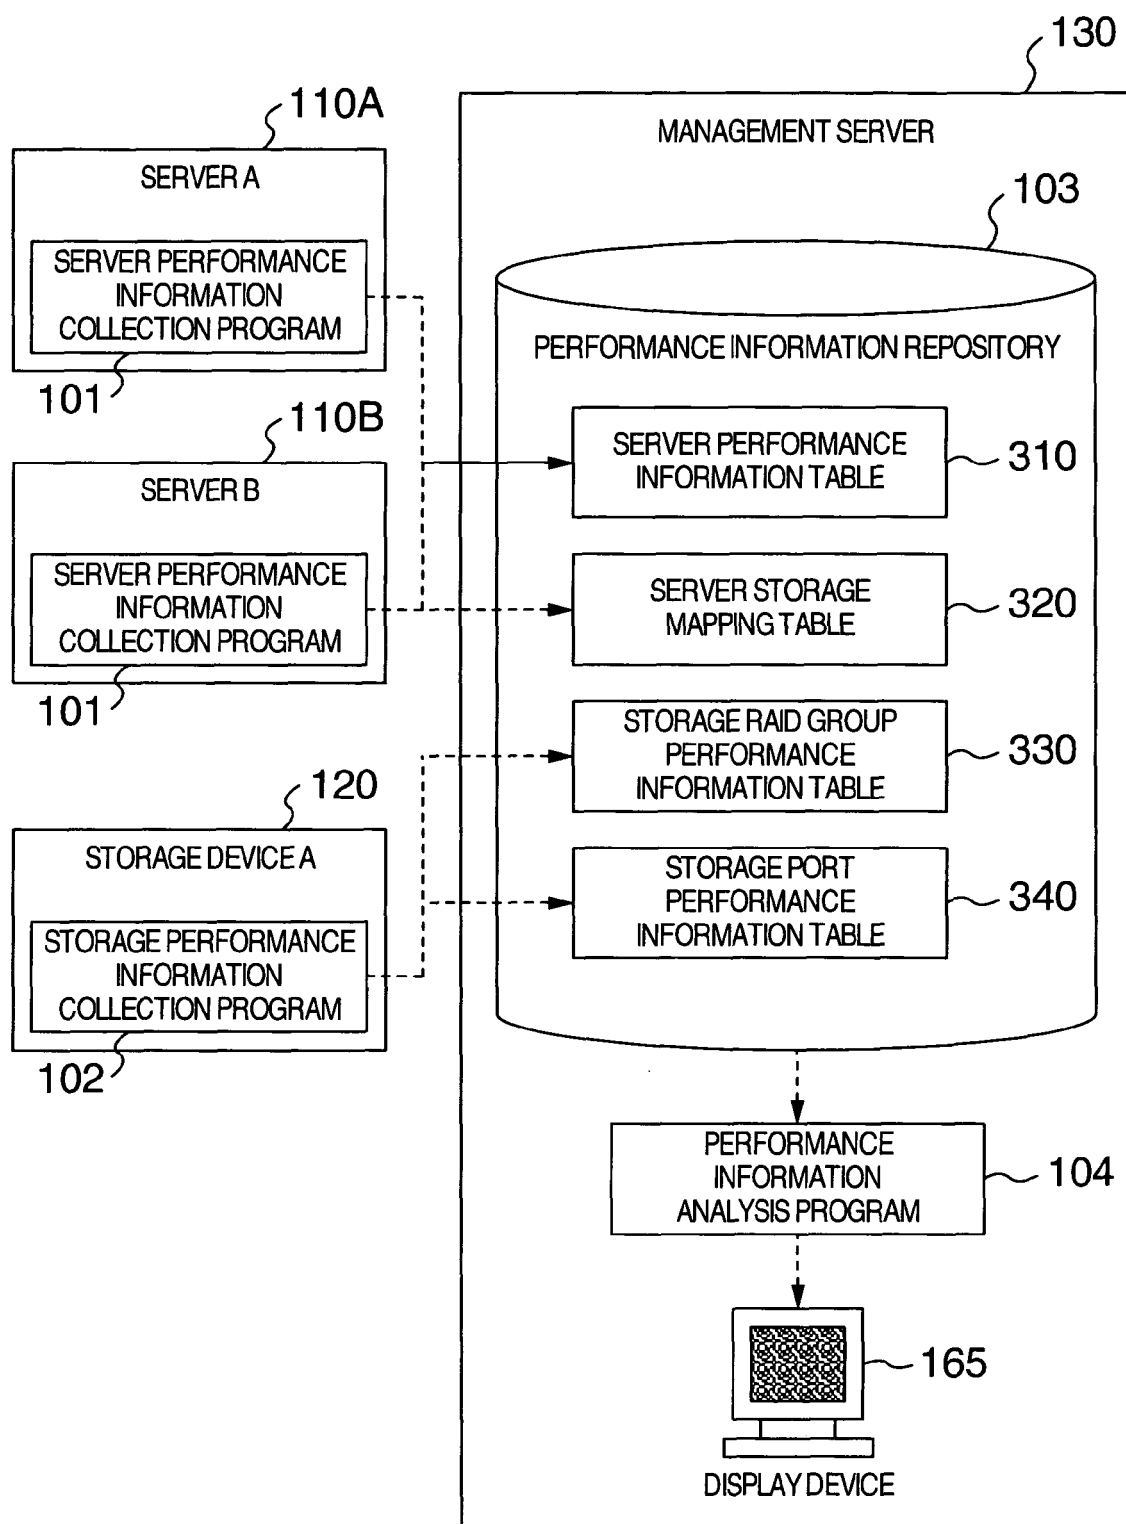 130
110A
MANAGEMENT SERVER
SERVER A
103
SERVER PERFORMANCE
INFORMATION
COLLECTION PROGRAM
PERFORMANCE INFORMATION REPOSITORY
101
110B
SERVER PERFORMANCE
INFORMATION TABLE
310
SERVER B
SERVER PERFORMANCE
INFORMATION
COLLECTION PROGRAM
SERVER STORAGE
MAPPING TABLE
320
101
STORAGE RAID GROUP
PERFORMANCE
INFORMATION TABLE
330
120
STORAGE DEVICE A
STORAGE PORT
PERFORMANCE
INFORMATION TABLE
340
STORAGE PERFORMANCE
INFORMATION
COLLECTION PROGRAM
102
PERFORMANCE
INFORMATION
ANALYSIS PROGRAM
104
165
DISPLAY DEVICE